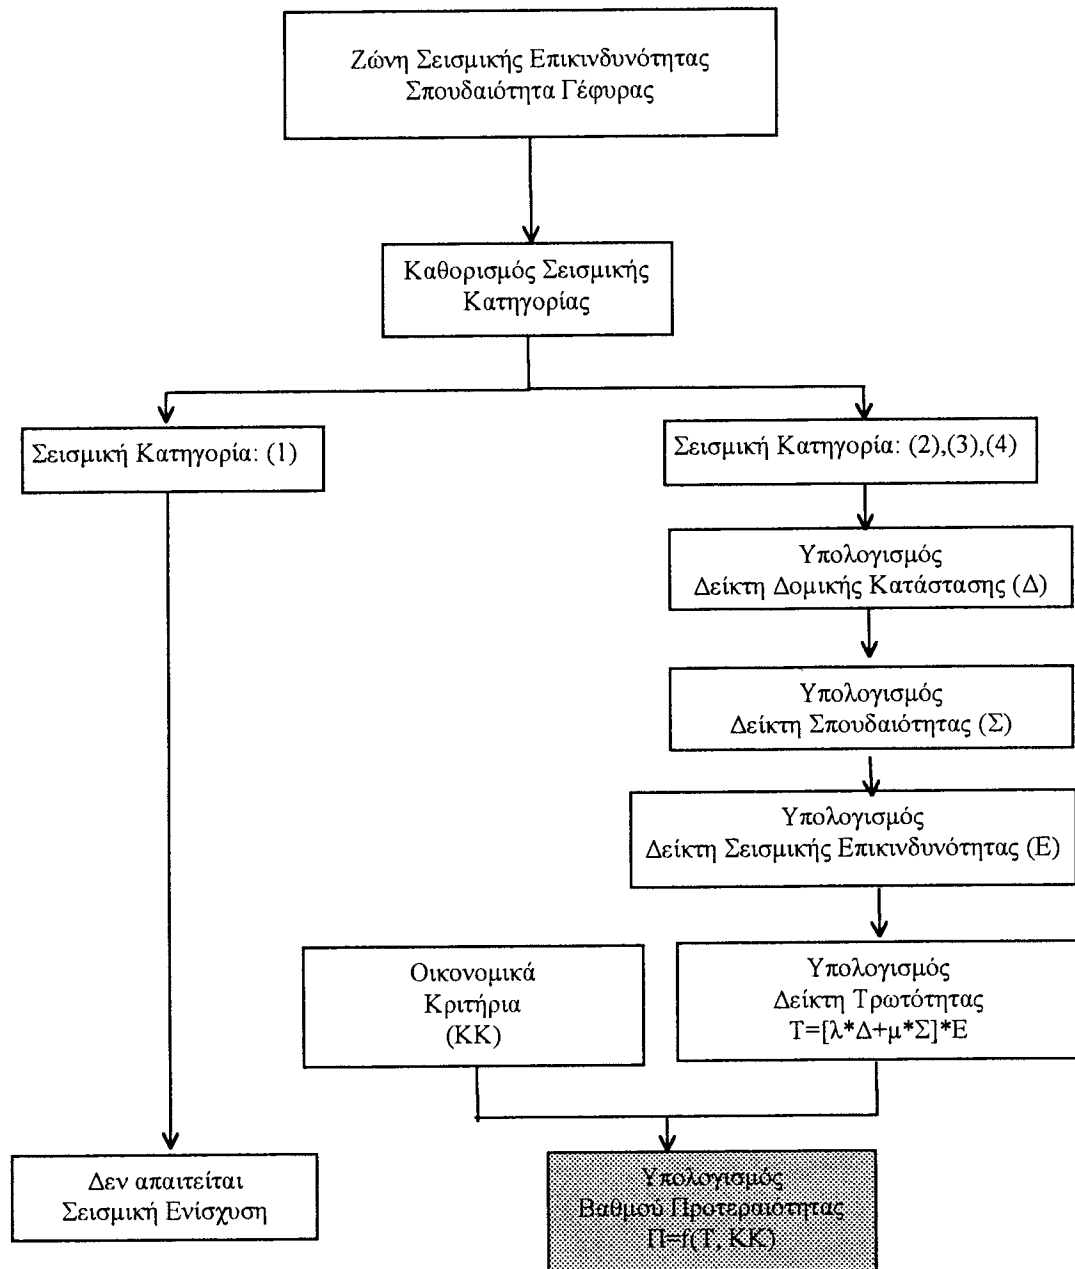 Ζώνη Σεισμικής Επικινδυνότητας
Σπουδαιότητα Γέφυρας
Καθορισμός Σεισμικής
Κατηγορίας
Σεισμική Κατηγορία: (1)
Σεισμική Κατηγορία: (2),(3),(4)
Υπολογισμός
Δείκτη Δομικής Κατάστασης (Δ)
Υπολογισμός
Δείκτη Σπουδαιότητας (Σ)
Υπολογισμός
Δείκτη Σεισμικής Επικινδυνότητας (Ε)
Οικονομικά
Κριτήρια
(ΚΚ)
Υπολογισμός
Δείκτη Τρωτότητας
Τ=[λ*Δ+μ*Σ]*Ε
Δεν απαιτείται
Σεισμική Ενίσχυση
Υπολογισμός
Βαθμού Προτεραιότητας
Π=f(Τ, ΚΚ)